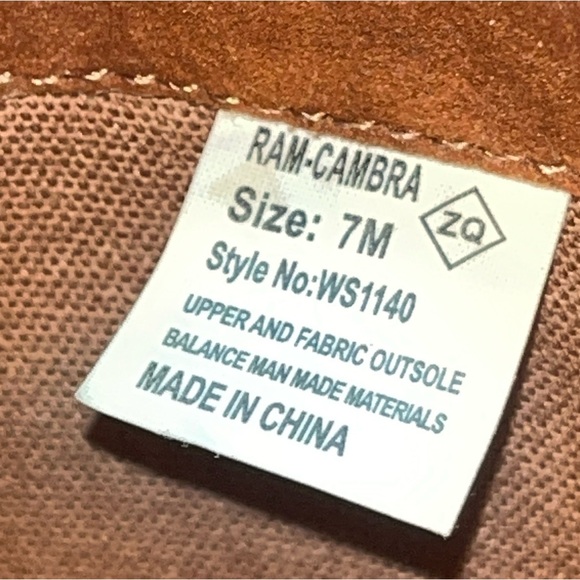 RAM-CAMBRA
Size: 7M
ZQ
Style No:WS1140
UPPER AND FABRIC OUTSOLE
BALANCE MAN MADE MATERIALS
MADE IN CHINA